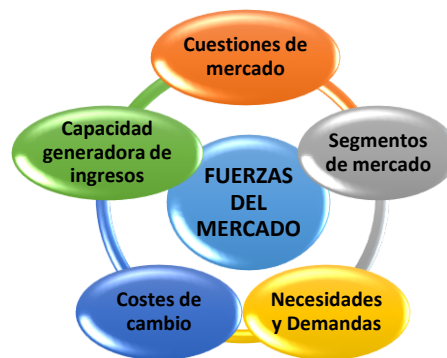 Cuestiones de
mercado
Capacidad
generadora de
ingresos
Segmentos
de mercado
FUERZAS
DEL
MERCADO
Costes de
cambio
Necesidades
y Demandas